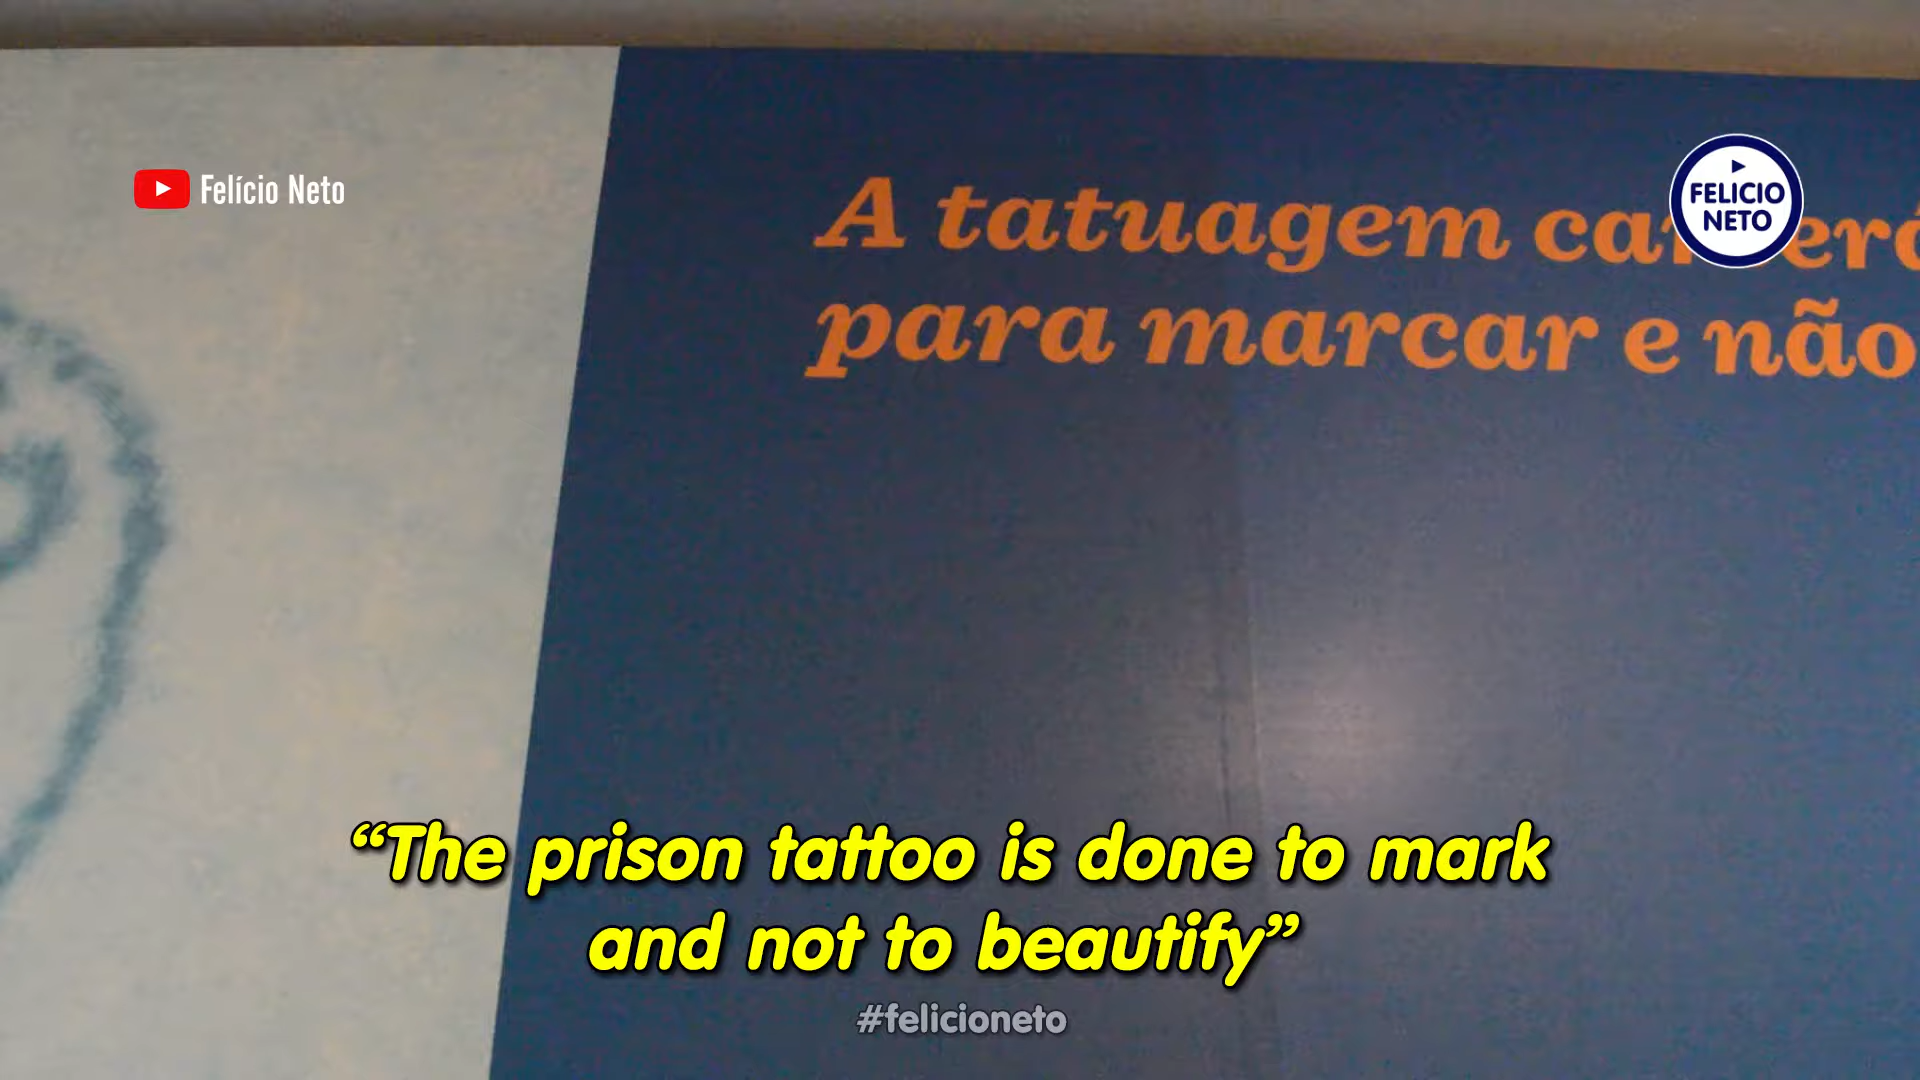 Felício Neto
FELICIO
NETO
A tatuagem
para marcar e não
“The prison tattoo is done to mark
and not to beautify”
#felicioneto